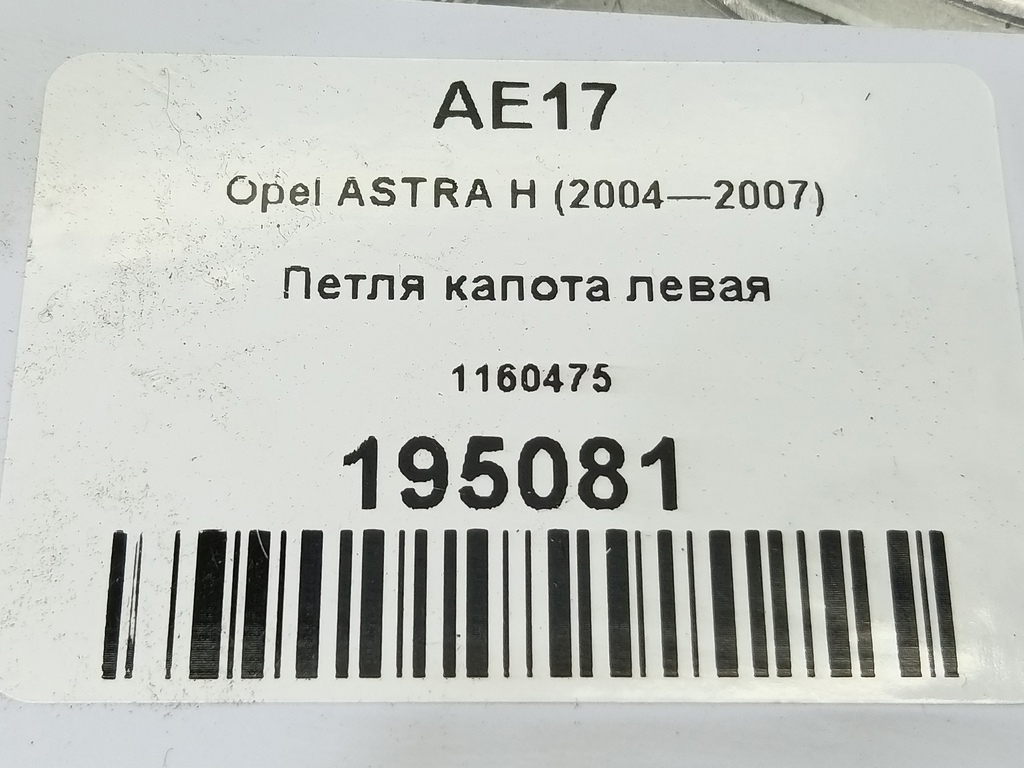 AE17
Opel ASTRA H (2004—2007)
Петля капота левая
1160475
195081